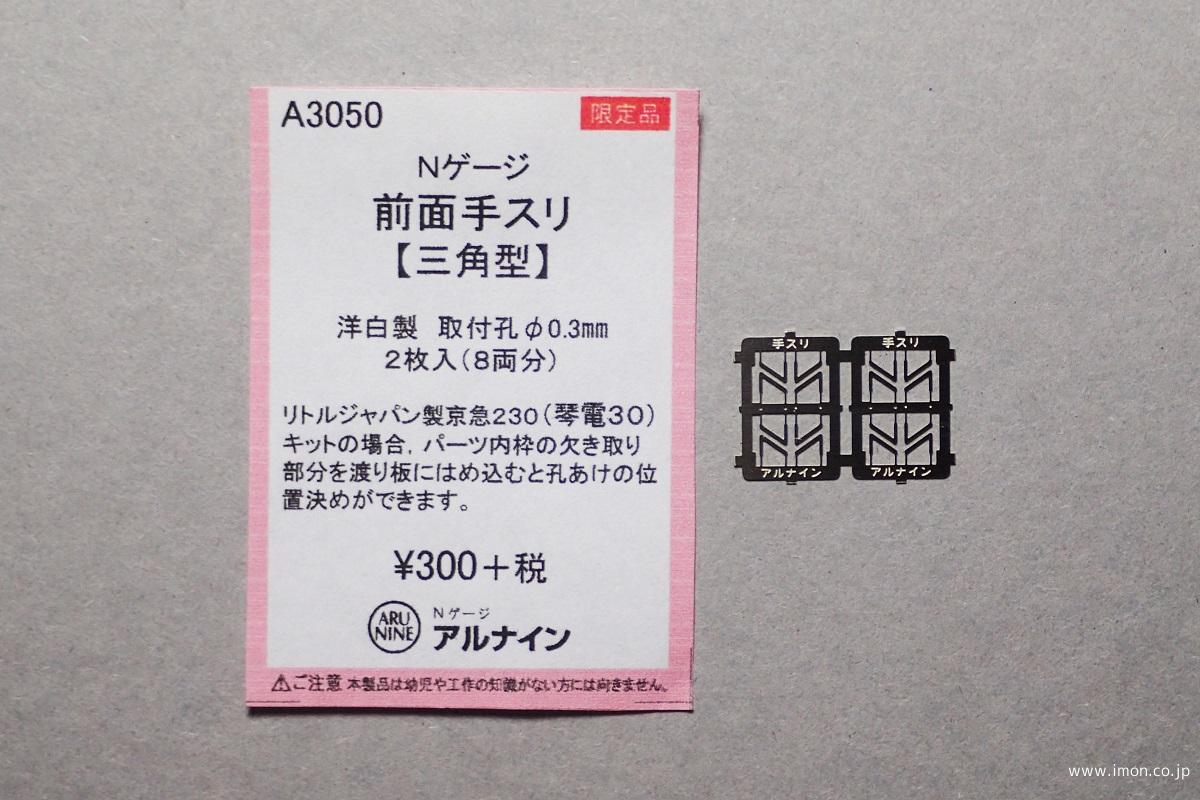 A3050
限定品
Nゲージ
前面手スリ
【三角型】
洋白製 取付孔φ0.3㎜
2枚入(8両分)
リトルジャパン製京急230(琴電30)
キットの場合,パーツ内枠の欠き取り
部分を渡り板にはめ込むと孔あけの位
置決めができます。
¥300+税
ARU
NINE
Nゲージ
アルナイン
⚠ご注意 本製品は幼児や工作の知識がない方には向きません。
手スリ
手スリ
アルナイン
アルナイン
www.imon.co.jp